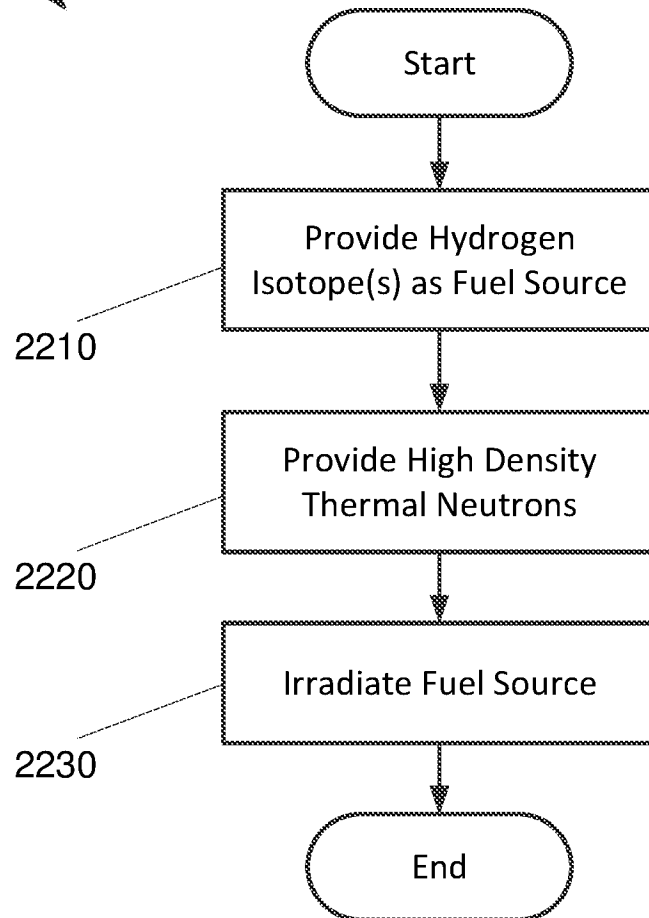 Start
Provide Hydrogen
Isotope(s) as Fuel Source
2210
Provide High Density
Thermal Neutrons
2220
Irradiate Fuel Source
2230
End